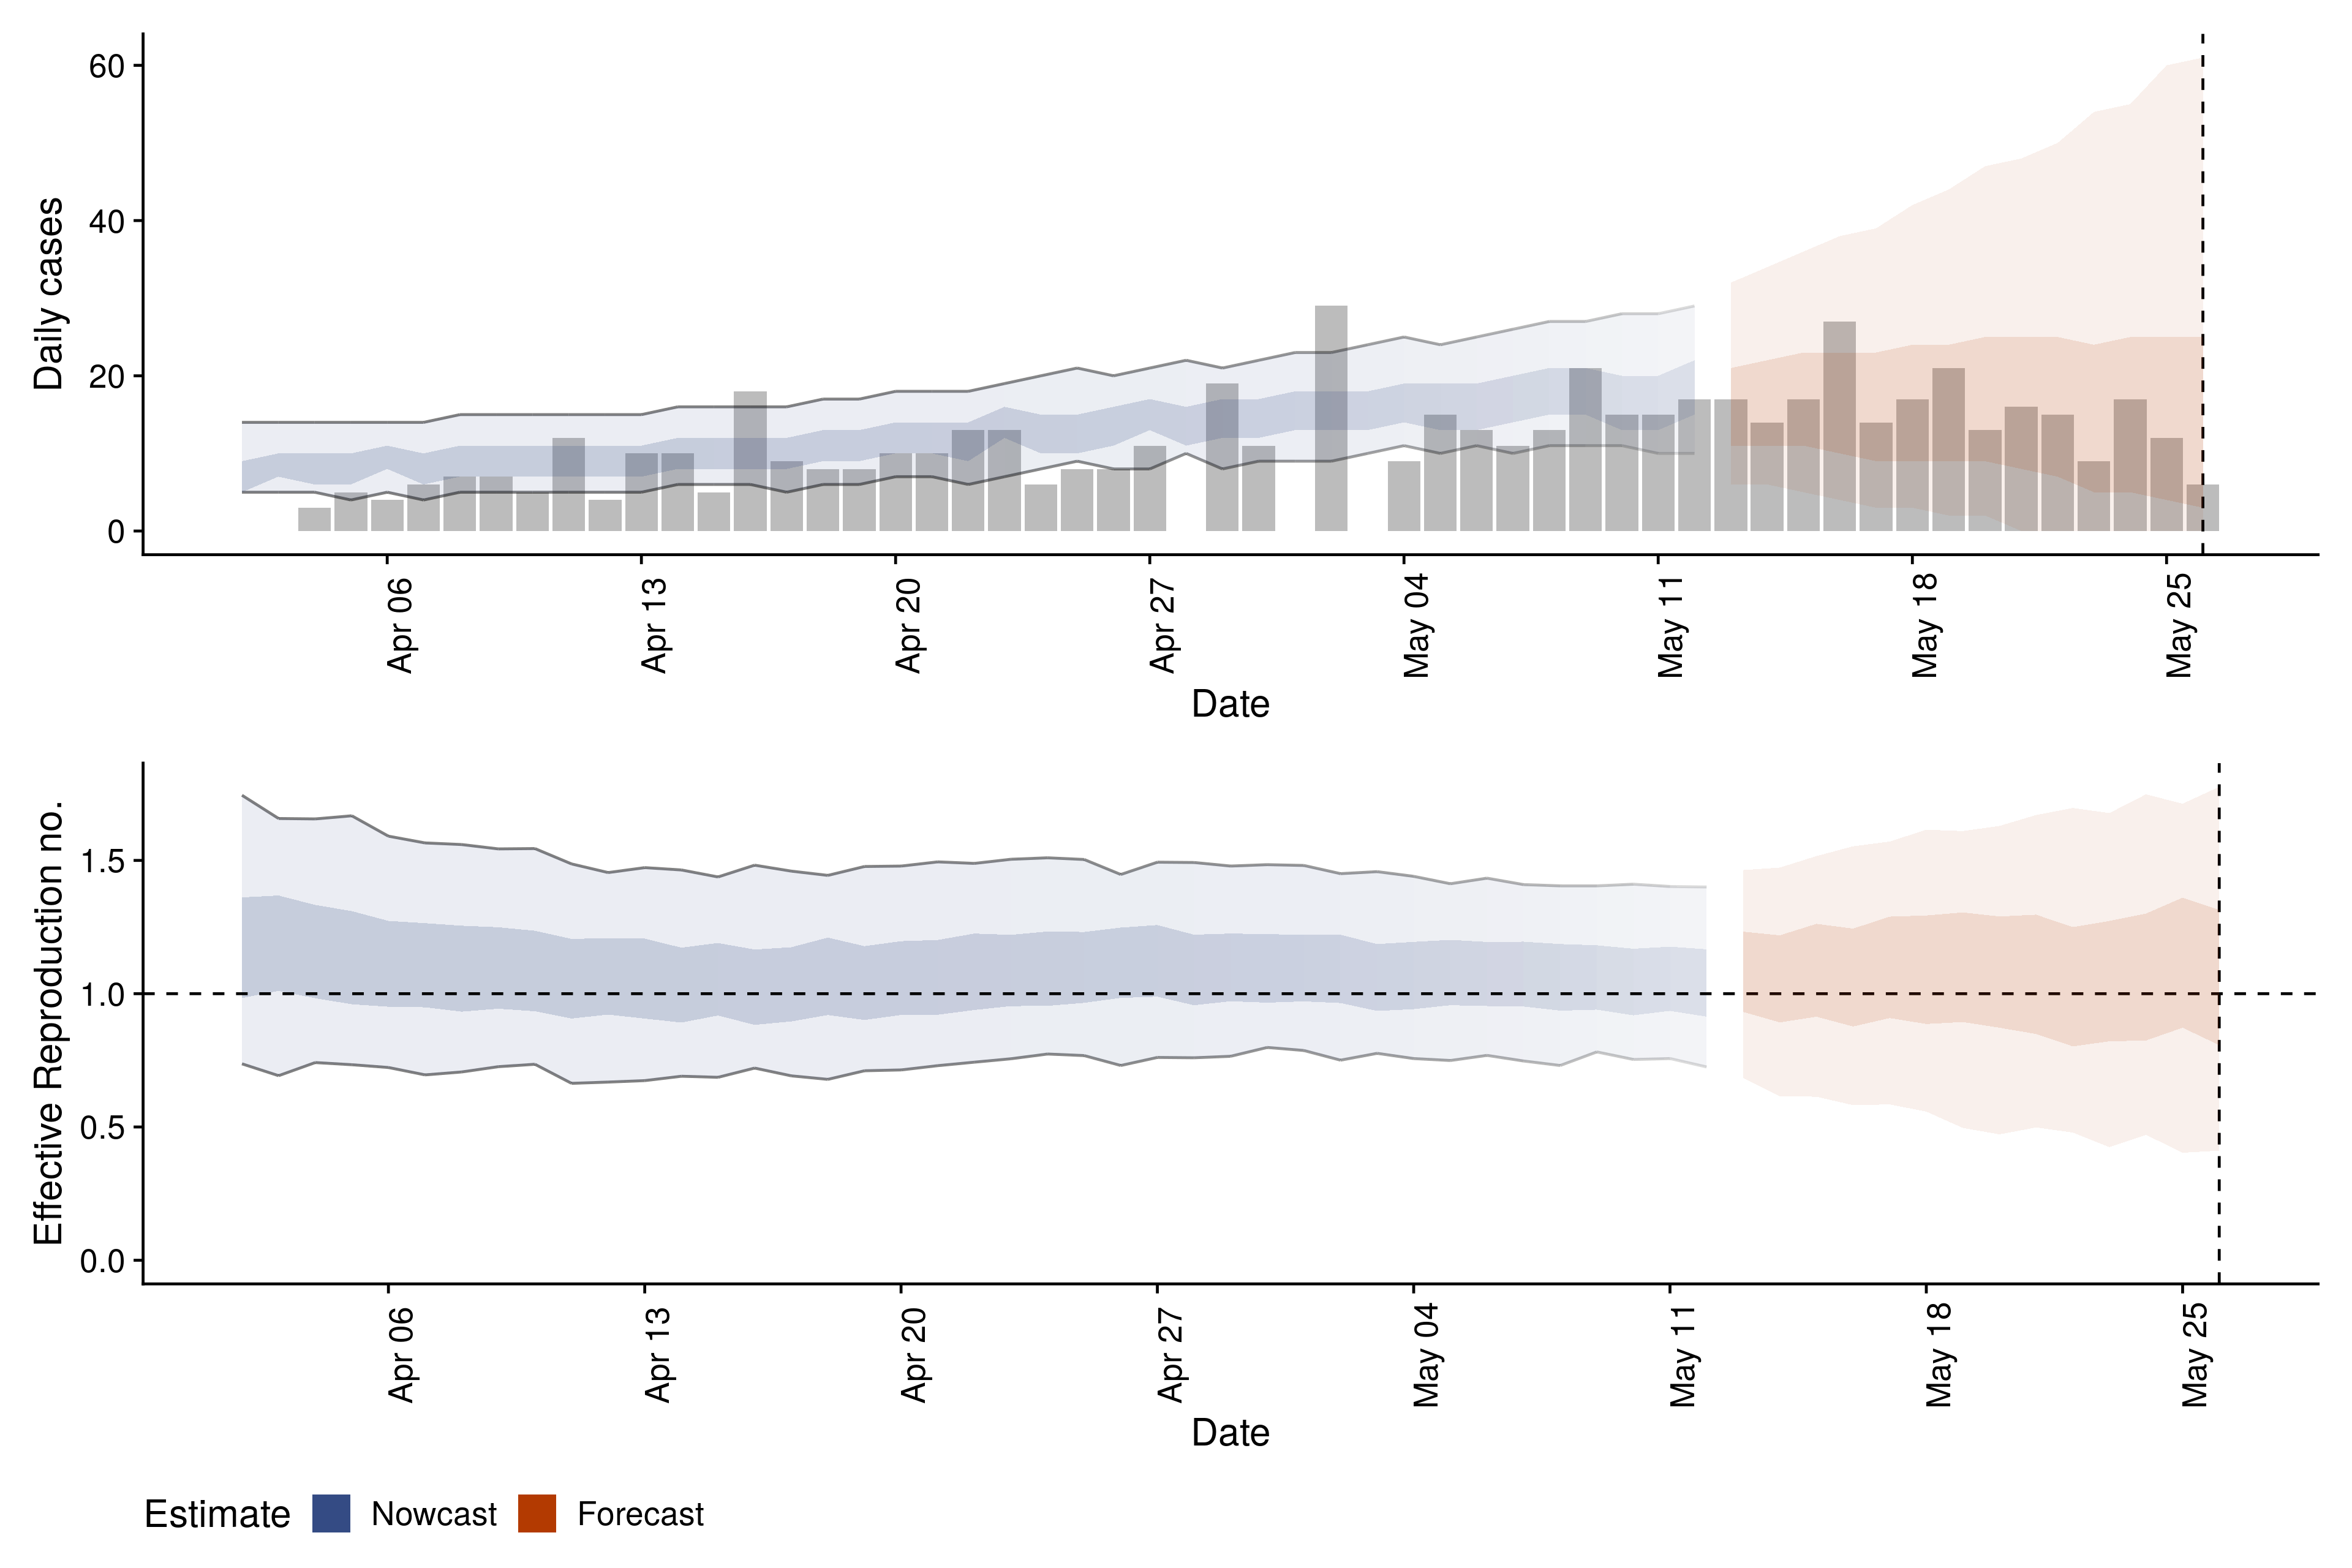 Daily cases
60
40
20
0
Apr 06
Apr 13
Apr 20
Apr 27
May 04
May 11
May 18
May 25
Date
Effective Reproduction no.
1.5
1.0
0.5
0.0
Apr 06
Apr 13
Apr 20
Apr 27
May 04
May 11
May 18
May 25
Date
Estimate Nowcast Forecast